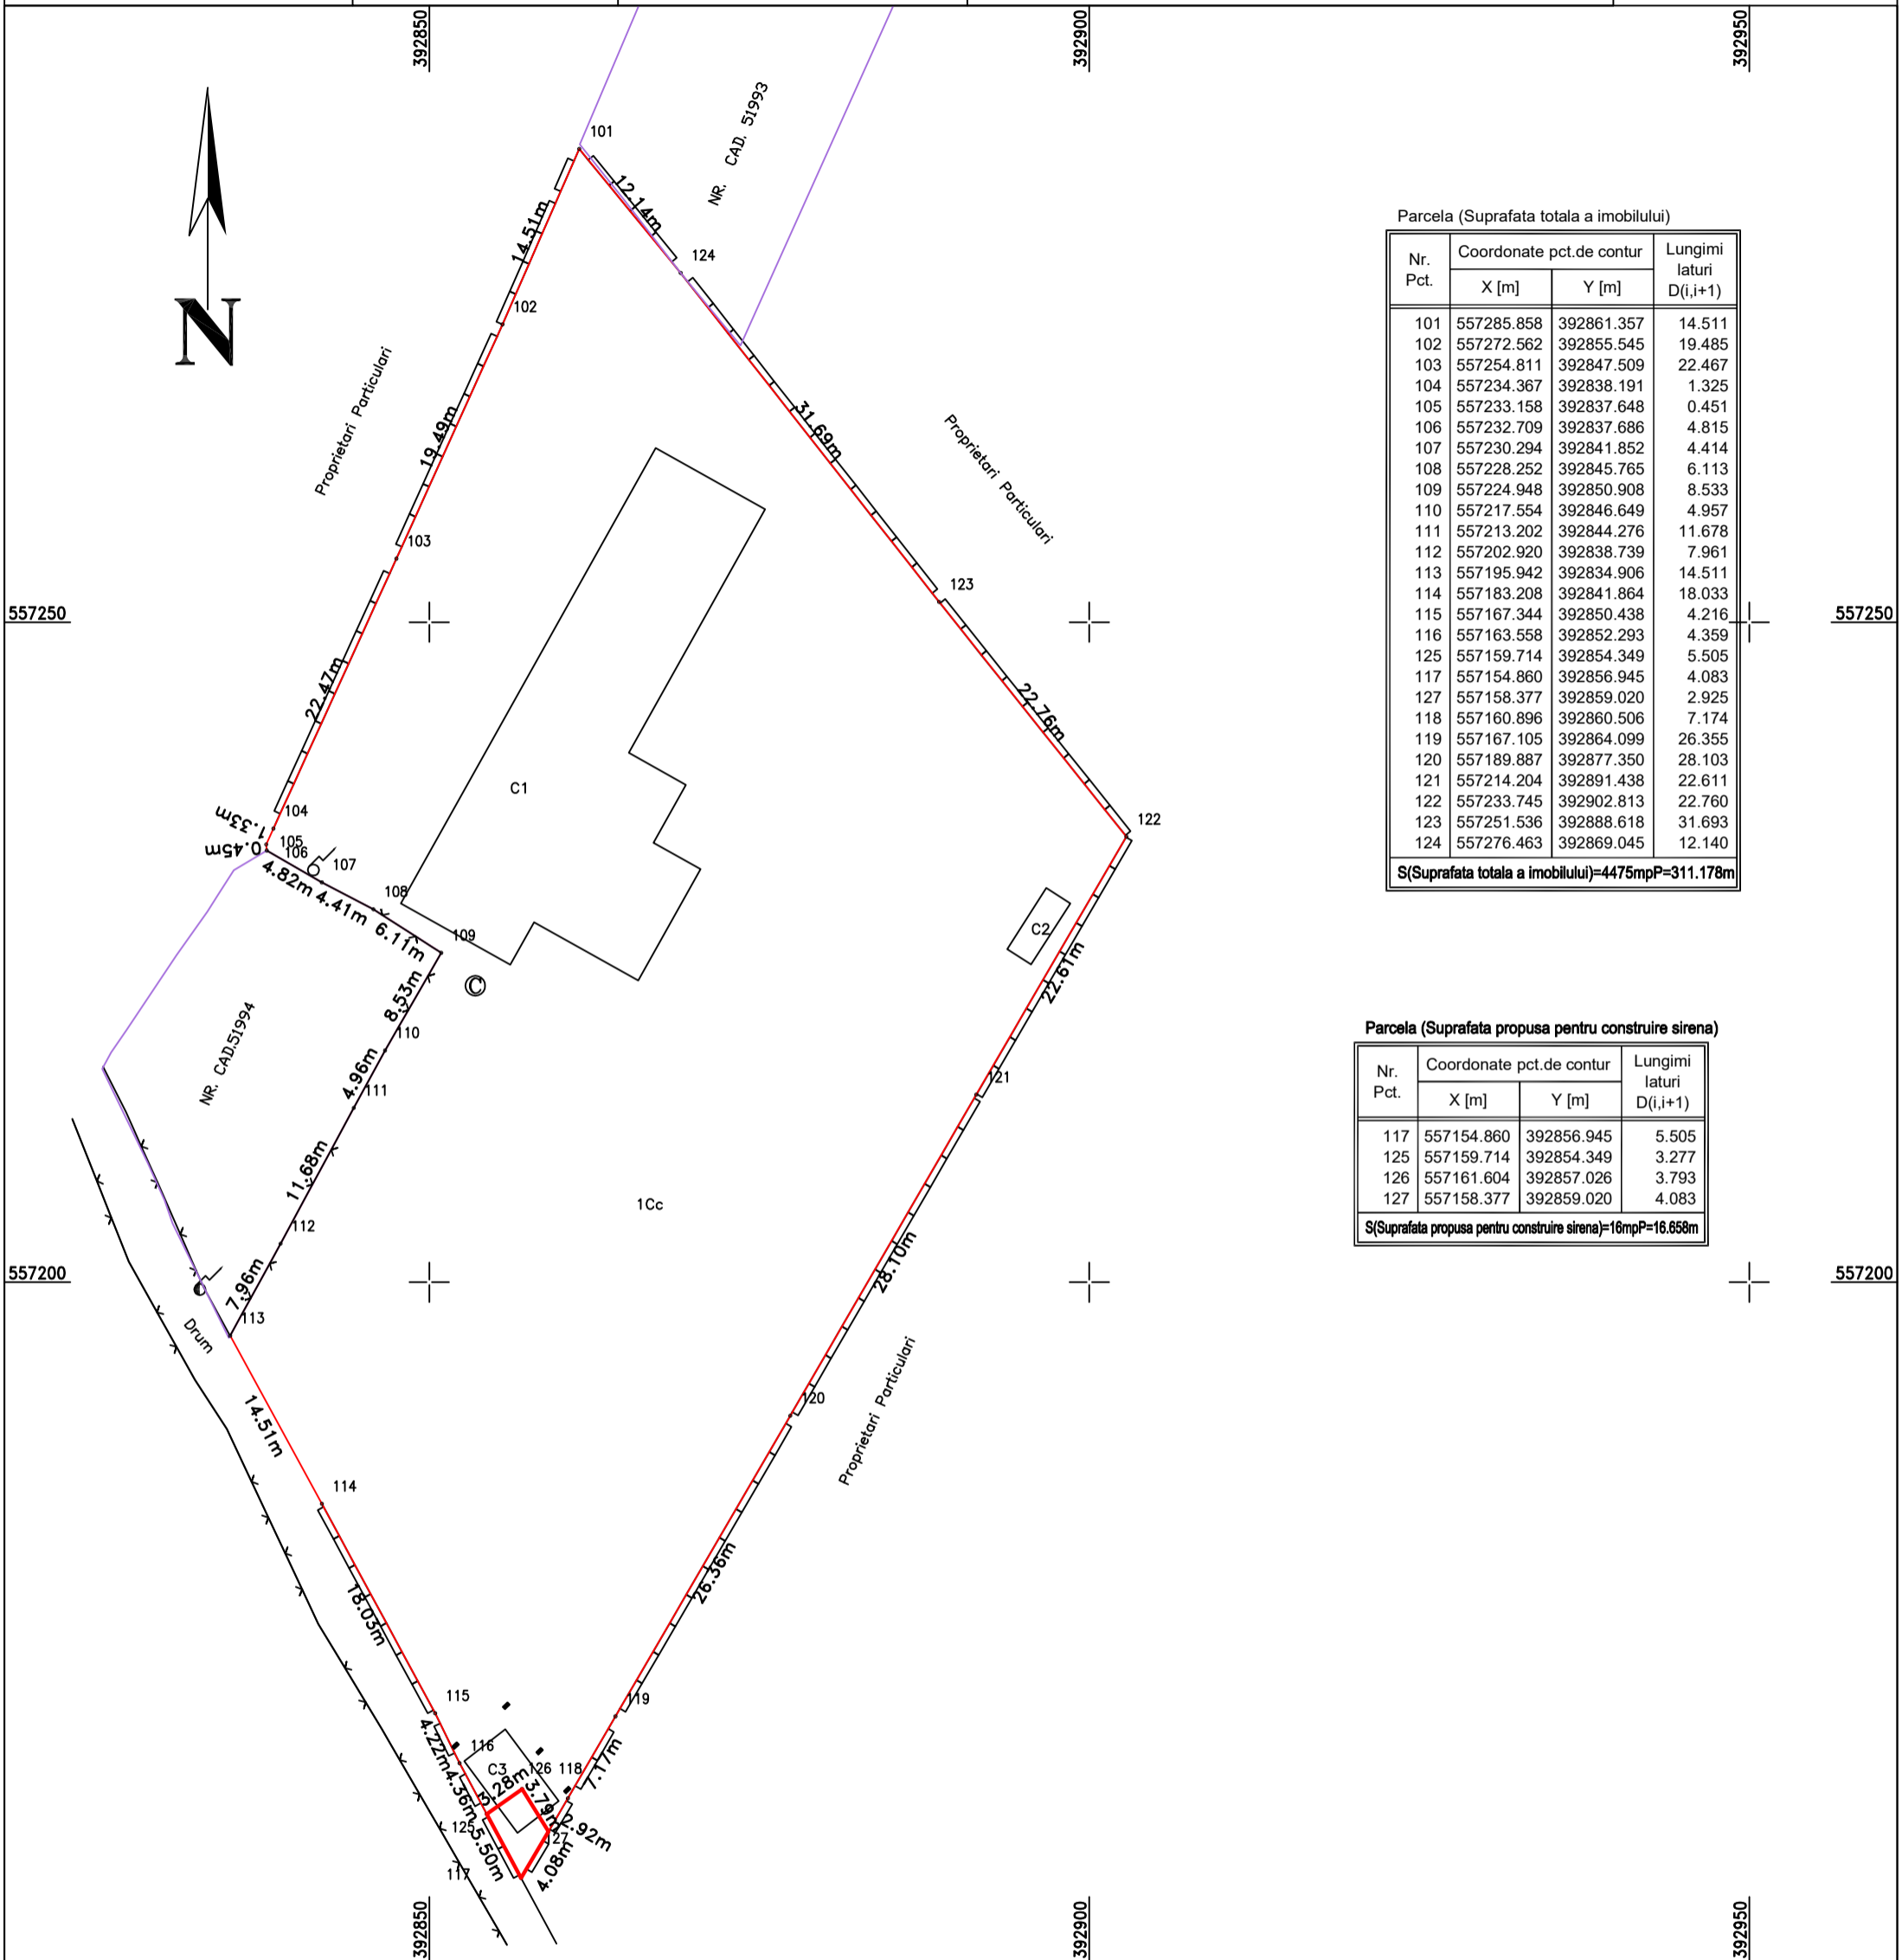 392850
392900
392950
NR. CAD. 51993
101
12.14m
14.51m
124
102
N
Proprietari Particulari
19.49m
31.69m
Proprietari Particulari
103
123
557250
557250
22.47m
22.76m
C1
104
1.33m
105
0.45m
106
107
4.82m
108
4.41m
6.11m
109
122
C2
22.61m
©
8.53m
110
NR. CAD.51994
4.96m
111
121
11.68m
1Cc
112
28.10m
7.96m
557200
557200
113
Drum
Proprietari Particulari
120
14.51m
114
26.36m
18.03m
115
119
4.22m
116
C3
126
118
7.17m
4.36m
3.28m
3.79m
2.92m
125
127
5.50m
117
4.08m
392850
392900
392950
Parcela (Suprafata totala a imobilului)
Nr. Pct. Coordonate pct.de contur Lungimi laturi D(i,i+1)
X [m] Y [m]
101 557285.858 392861.357 14.511
102 557272.562 392855.545 19.485
103 557254.811 392847.509 22.467
104 557234.367 392838.191 1.325
105 557233.158 392837.648 0.451
106 557232.709 392837.686 4.815
107 557230.294 392841.852 4.414
108 557228.252 392845.765 6.113
109 557224.948 392850.908 8.533
110 557217.554 392846.649 4.957
111 557213.202 392844.276 11.678
112 557202.920 392838.739 7.961
113 557195.942 392834.906 14.511
114 557183.208 392841.864 18.033
115 557167.344 392850.438 4.216
116 557163.558 392852.293 4.359
125 557159.714 392854.349 5.505
117 557154.860 392856.945 4.083
127 557158.377 392859.020 2.925
118 557160.896 392860.506 7.174
119 557167.105 392864.099 26.355
120 557189.887 392877.350 28.103
121 557214.204 392891.438 22.611
122 557233.745 392902.813 22.760
123 557251.536 392888.618 31.693
124 557276.463 392869.045 12.140
S(Suprafata totala a imobilului)=4475mpP=311.178m
Parcela (Suprafata propusa pentru construire sirena)
Nr. Pct. Coordonate pct.de contur Lungimi laturi D(i,i+1)
X [m] Y [m]
117 557154.860 392856.945 5.505
125 557159.714 392854.349 3.277
126 557161.604 392857.026 3.793
127 557158.377 392859.020 4.083
S(Suprafata propusa pentru construire sirena)=16mpP=16.658m